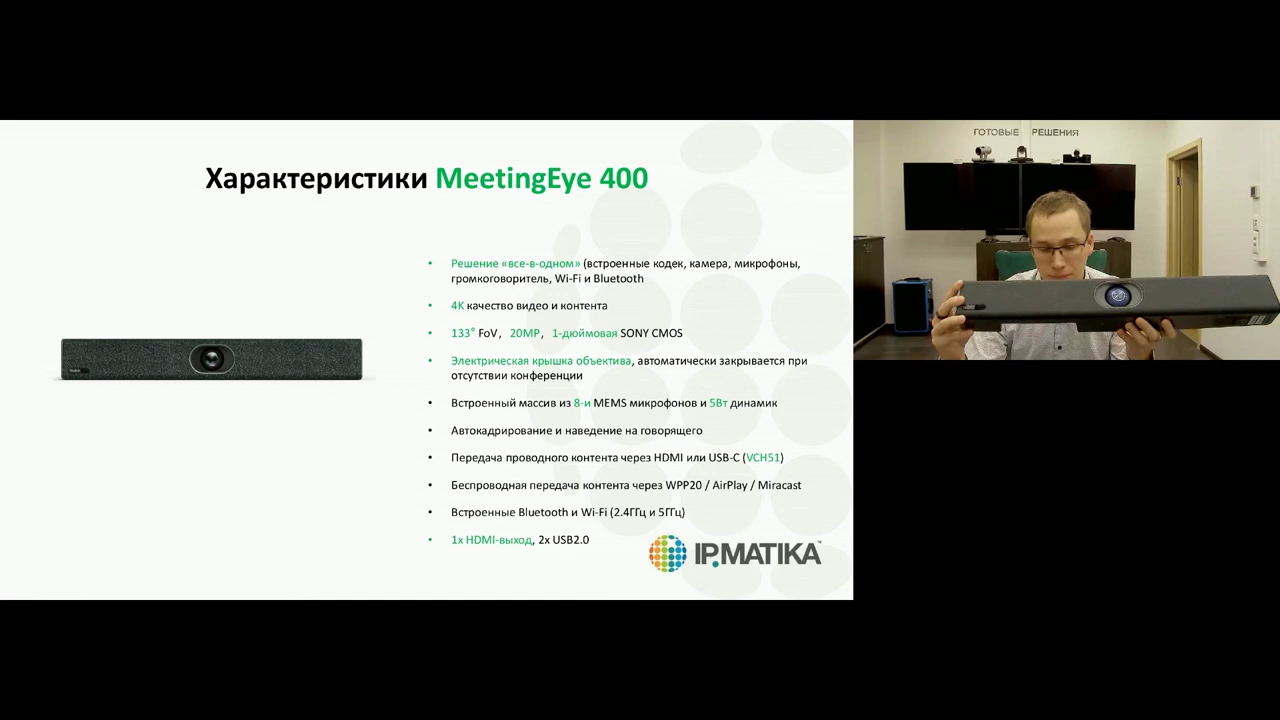 Характеристики MeetingEye 400
Решение «все-в-одном» (встроенные кодек, камера, микрофоны,
громкоговоритель, Wi-Fi и Bluetooth
4K качество видео и контента
133° FoV, 20MP, 1-дюймовая SONY CMOS
Электрическая крышка объектива, автоматически закрывается при
отсутствии конференции
Встроенный массив из 8-и MEMS микрофонов и 5Вт динамик
Автокадрирование и наведение на говорящего
Передача проводного контента через HDMI или USB-C (VCH51)
Беспроводная передача контента через WPP20 / AirPlay / Miracast
Встроенные Bluetooth и Wi-Fi (2.4ГГц и 5ГГц)
1x HDMI-выход, 2x USB2.0
IP.MATIKA
ГОТОВЫЕ РЕШЕНИЯ